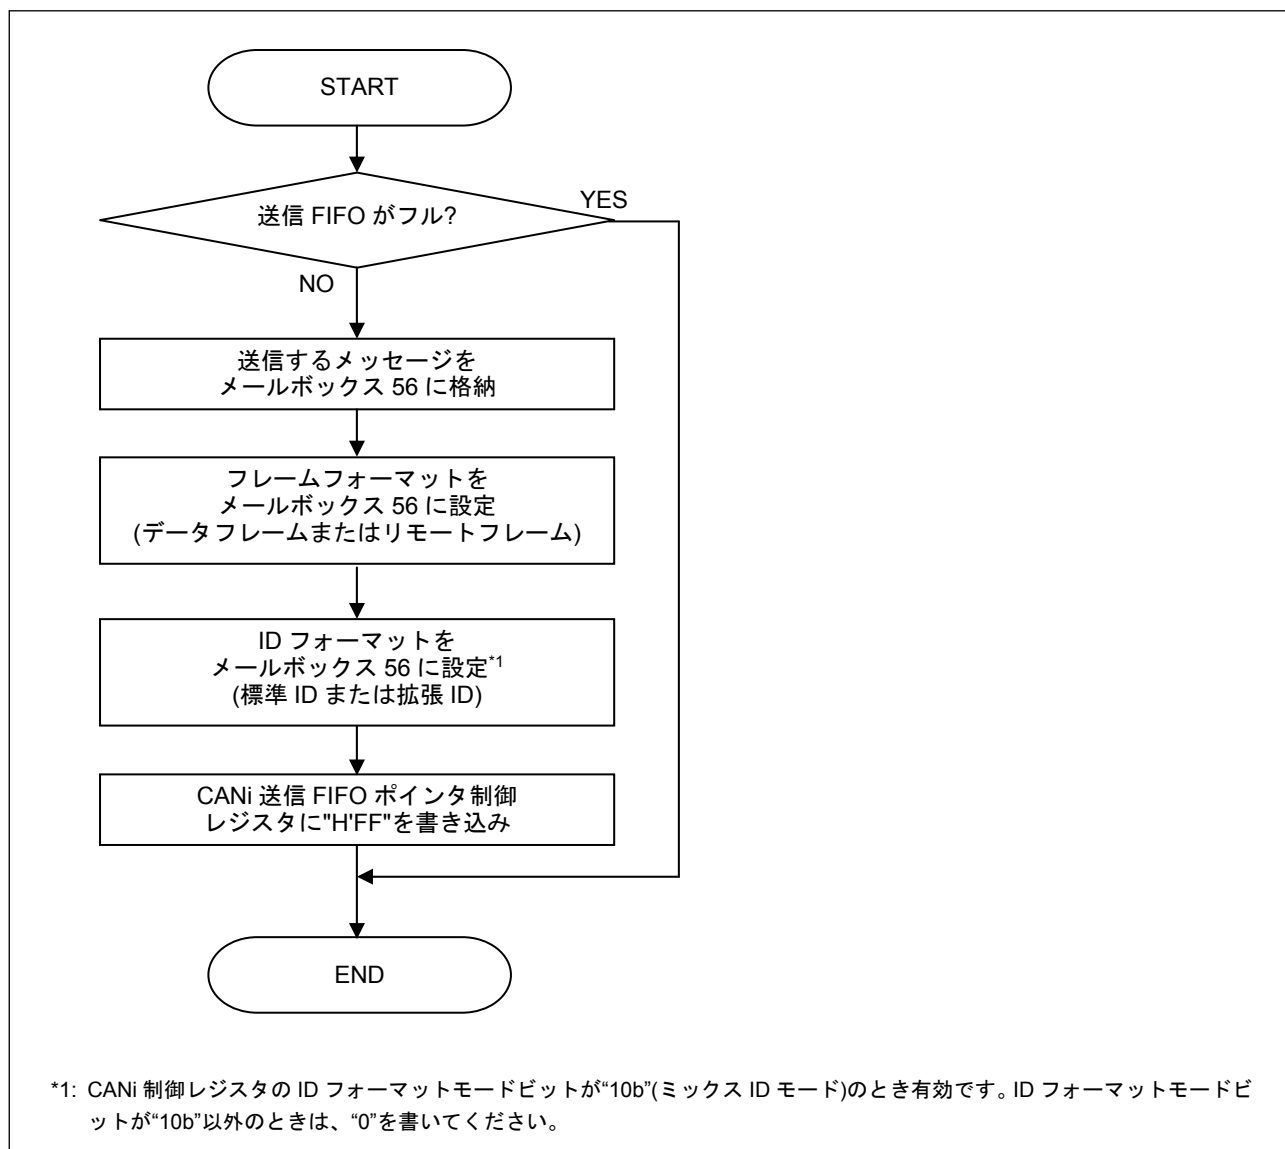 START
送信 FIFO がフル?
YES
NO
送信するメッセージを
メールボックス 56 に格納
フレームフォーマットを
メールボックス 56 に設定
(データフレームまたはリモートフレーム)
ID フォーマットを
メールボックス 56 に設定*1
(標準 ID または拡張 ID)
CANi 送信 FIFO ポインタ制御
レジスタに"H'FF"を書き込み
END
*1: CANi 制御レジスタの ID フォーマットモードビットが“10b”(ミックス ID モード)のとき有効です。ID フォーマットモードビ
ットが“10b”以外のときは、“0”を書いてください。